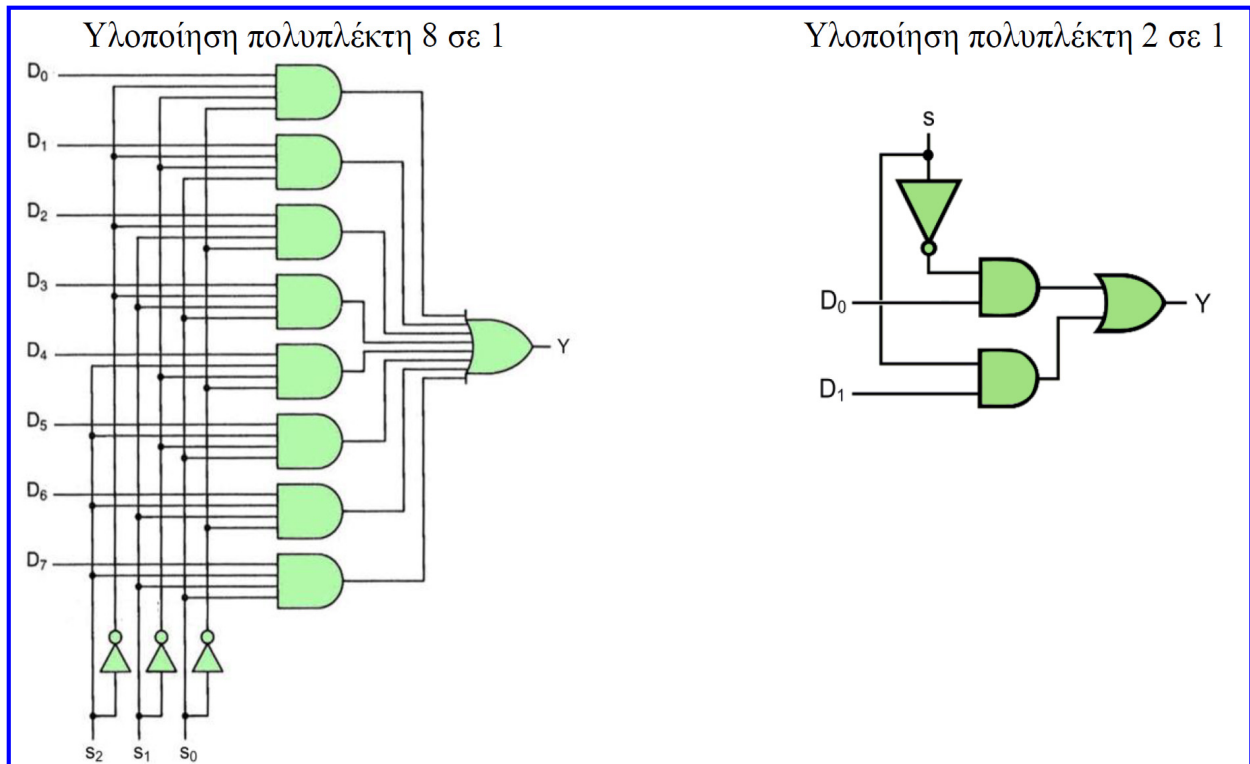 Υλοποίηση πολυπλέκτη 8 σε 1
D₀
D₁
D₂
D₃
D₄
D₅
D₆
D₇
Y
s₂ s₁ s₀
Υλοποίηση πολυπλέκτη 2 σε 1
s
D₀
D₁
Y